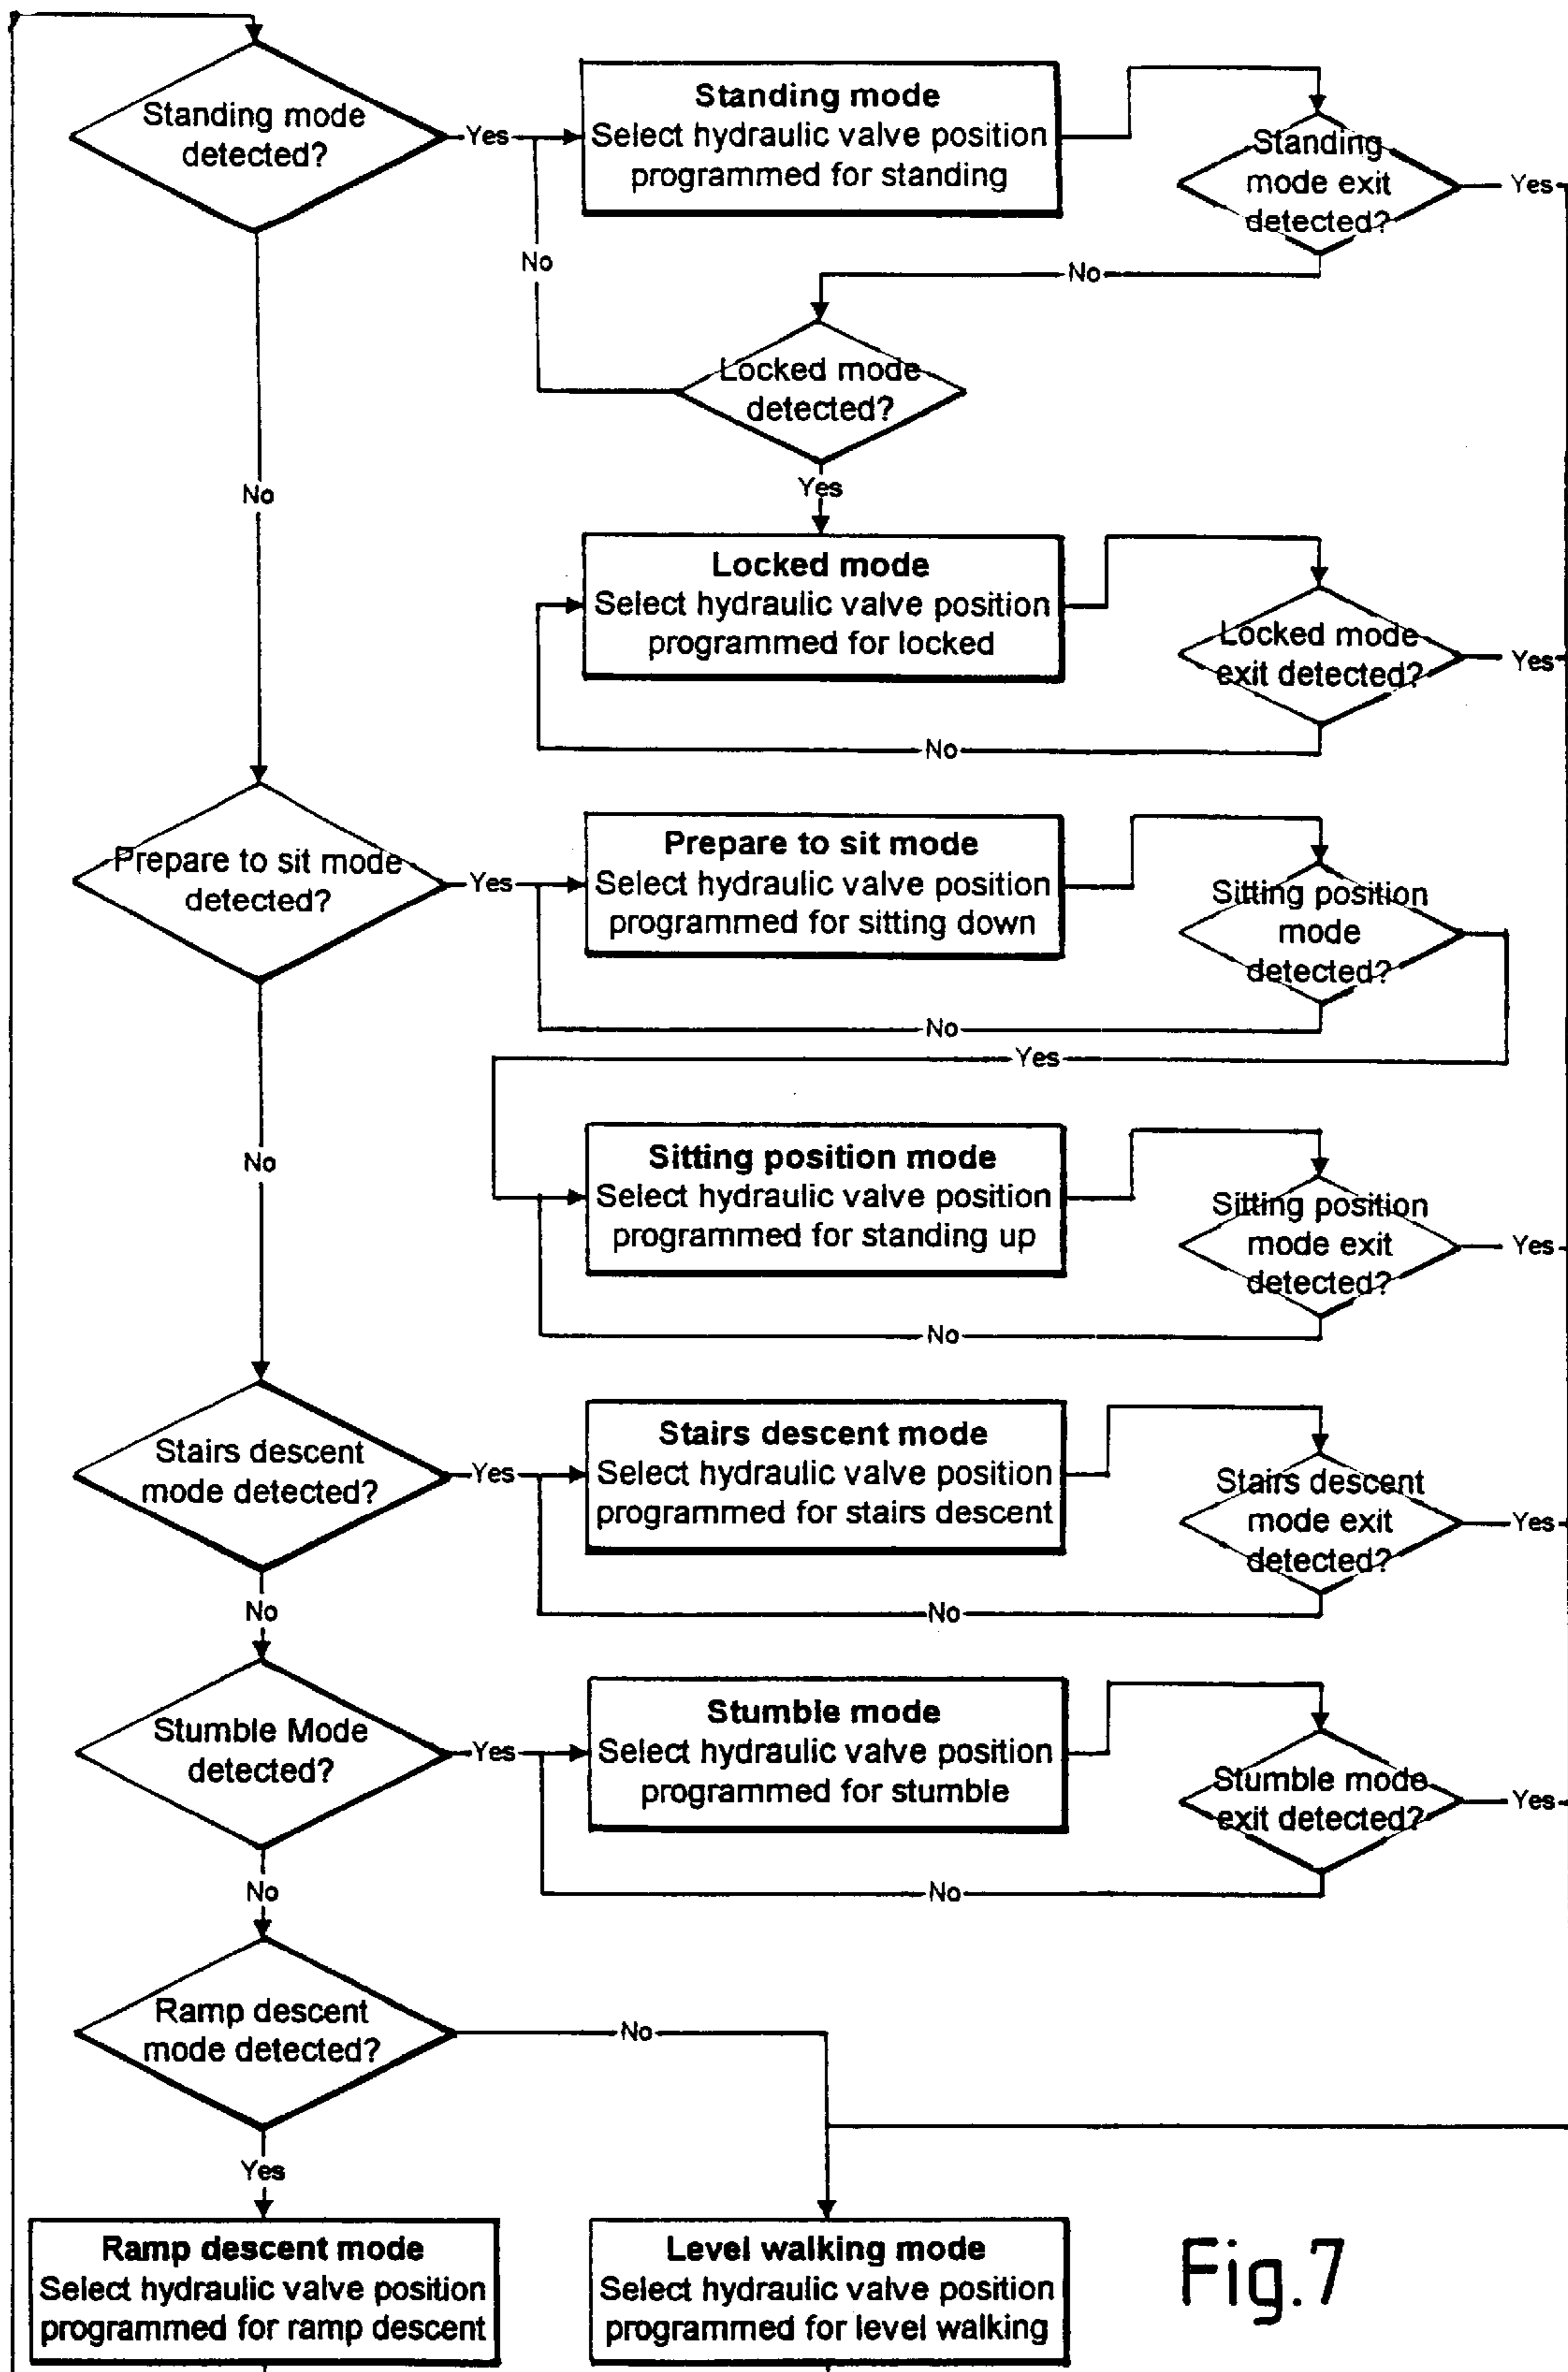 Standing mode
detected?
Yes
Standing mode
Select hydraulic valve position
programmed for standing
Standing
mode exit
detected?
Yes
No
No
Locked mode
detected?
Yes
No
Locked mode
Select hydraulic valve position
programmed for locked
Locked mode
exit detected?
Yes
No
Prepare to sit mode
detected?
Yes
Prepare to sit mode
Select hydraulic valve position
programmed for sitting down
Sitting position
mode
detected?
No
Yes
No
Sitting position mode
Select hydraulic valve position
programmed for standing up
Sitting position
mode exit
detected?
Yes
No
Stairs descent
mode detected?
Yes
Stairs descent mode
Select hydraulic valve position
programmed for stairs descent
Stairs descent
mode exit
detected?
Yes
No
No
Stumble Mode
detected?
Yes
Stumble mode
Select hydraulic valve position
programmed for stumble
Stumble mode
exit detected?
Yes
No
No
Ramp descent
mode detected?
No
Yes
Ramp descent mode
Select hydraulic valve position
programmed for ramp descent
Level walking mode
Select hydraulic valve position
programmed for level walking
Fig.7